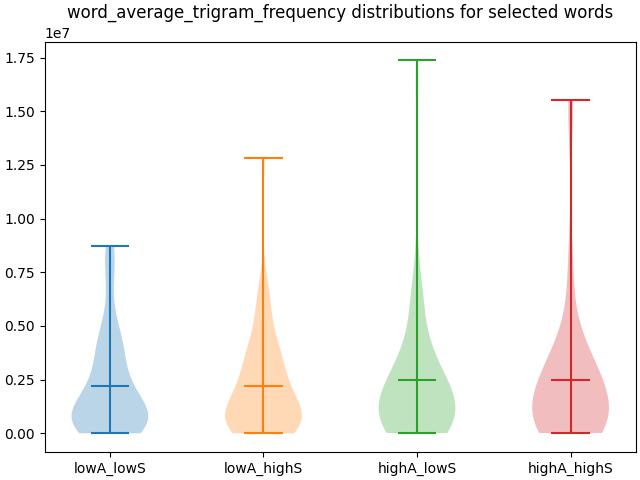 word_average_trigram_frequency distributions for selected words
1e7
1.75
1.50
1.25
1.00
0.75
0.50
0.25
0.00
lowA_lowS
lowA_highS
highA_lowS
highA_highS